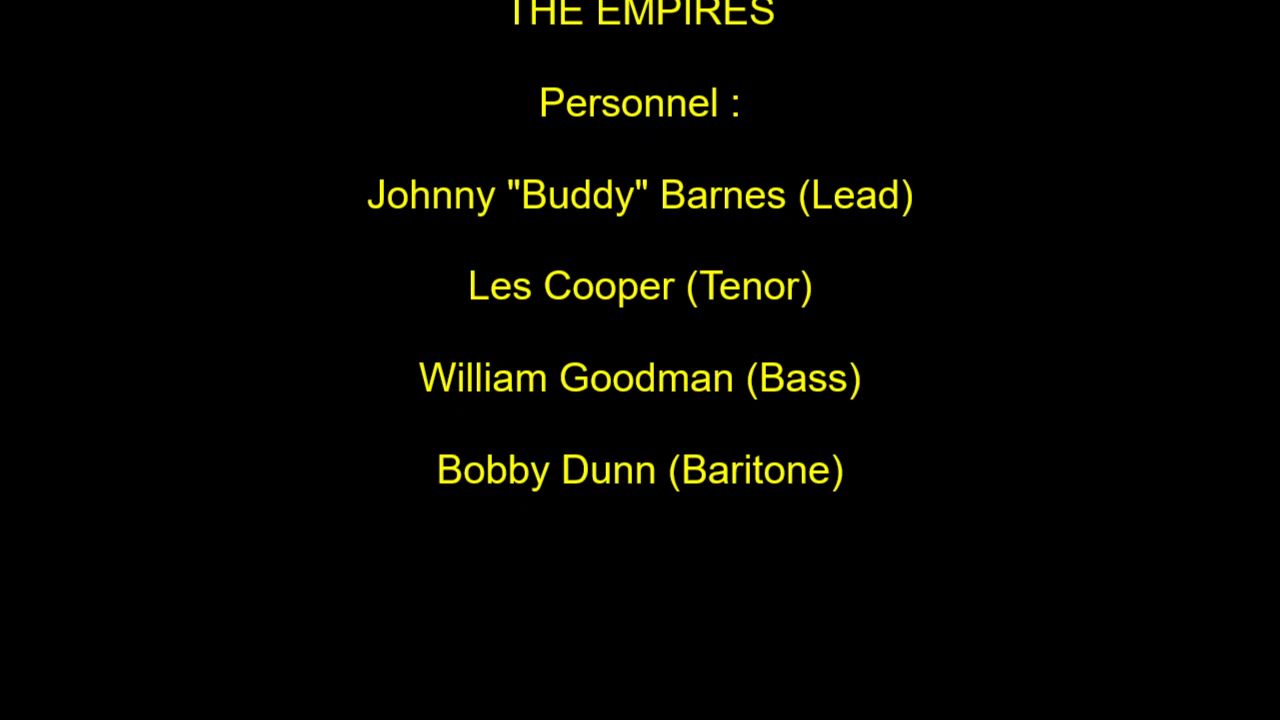 THE EMPIRES
Personnel :
Johnny "Buddy" Barnes (Lead)
Les Cooper (Tenor)
William Goodman (Bass)
Bobby Dunn (Baritone)